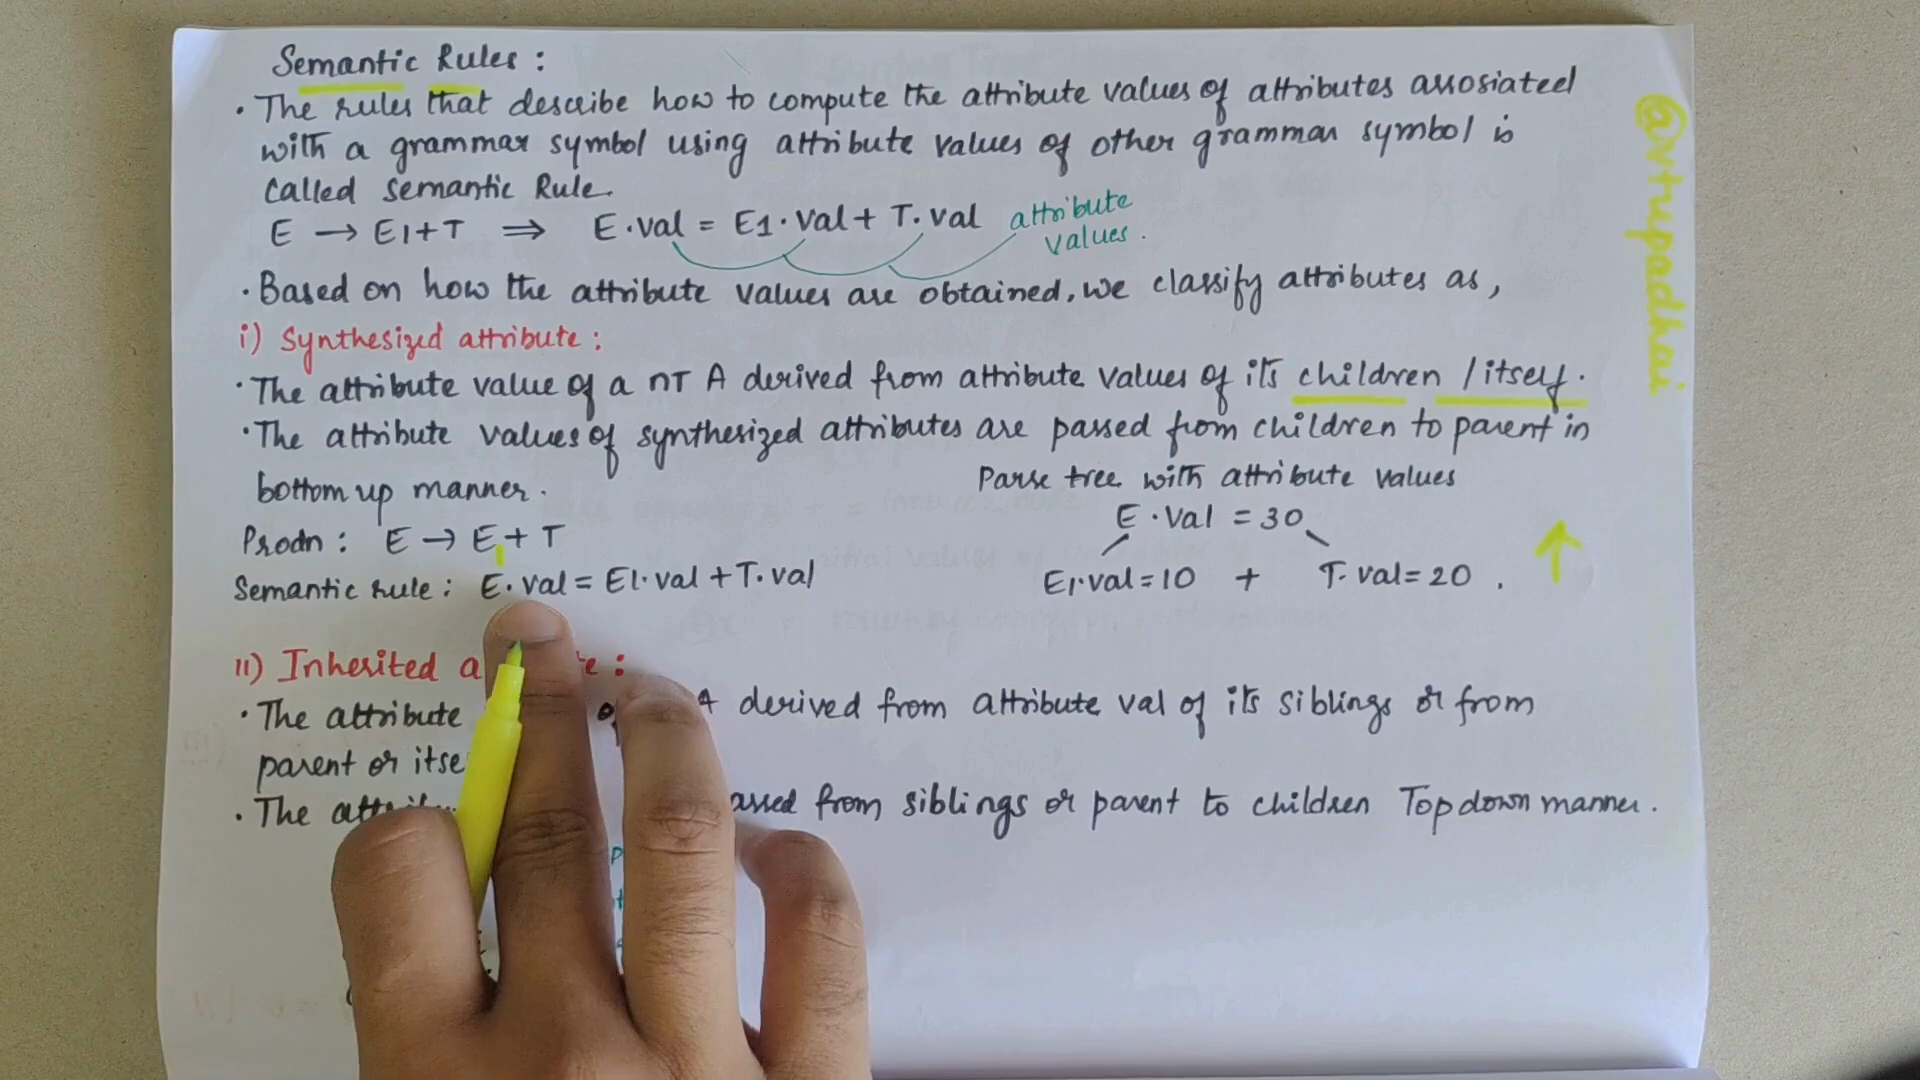 Semantic Rules :
• The rules that describe how to compute the attribute values of attributes assosiated
with a grammar symbol using attribute values of other grammar symbol is
Called Semantic Rule.
E → E1+T ⇒ E.val = E1.val + T.val attribute
values.
• Based on how the attribute values are obtained, we classify attributes as,
i) Synthesized attribute :
• The attribute value of a nT A derived from attribute values of its children / itself.
• The attribute values of synthesized attributes are passed from children to parent in
bottom up manner.
Parse tree with attribute values
E.val = 30
Prodn : E → E1+ T
Semantic rule : E.val = E1.val + T.val
E1.val = 10 + T.val = 20 .
ii) Inherited
• The attribute A derived from attribute val of its siblings or from
parent or
• The from siblings or parent to children Top down manner.
@vtupadhai